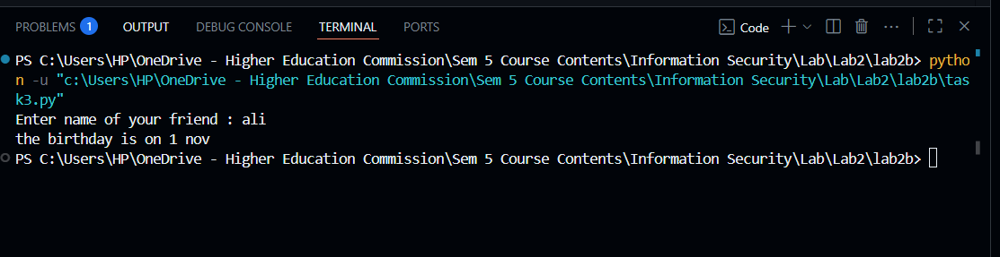 PROBLEMS 1 OUTPUT DEBUG CONSOLE TERMINAL PORTS Code
PS C:\Users\HP\OneDrive - Higher Education Commission\Sem 5 Course Contents\Information Security\Lab\Lab2\lab2b> pytho
n -u "c:\Users\HP\OneDrive - Higher Education Commission\Sem 5 Course Contents\Information Security\Lab\Lab2\lab2b\tas
k3.py"
Enter name of your friend : ali
the birthday is on 1 nov
PS C:\Users\HP\OneDrive - Higher Education Commission\Sem 5 Course Contents\Information Security\Lab\Lab2\lab2b>